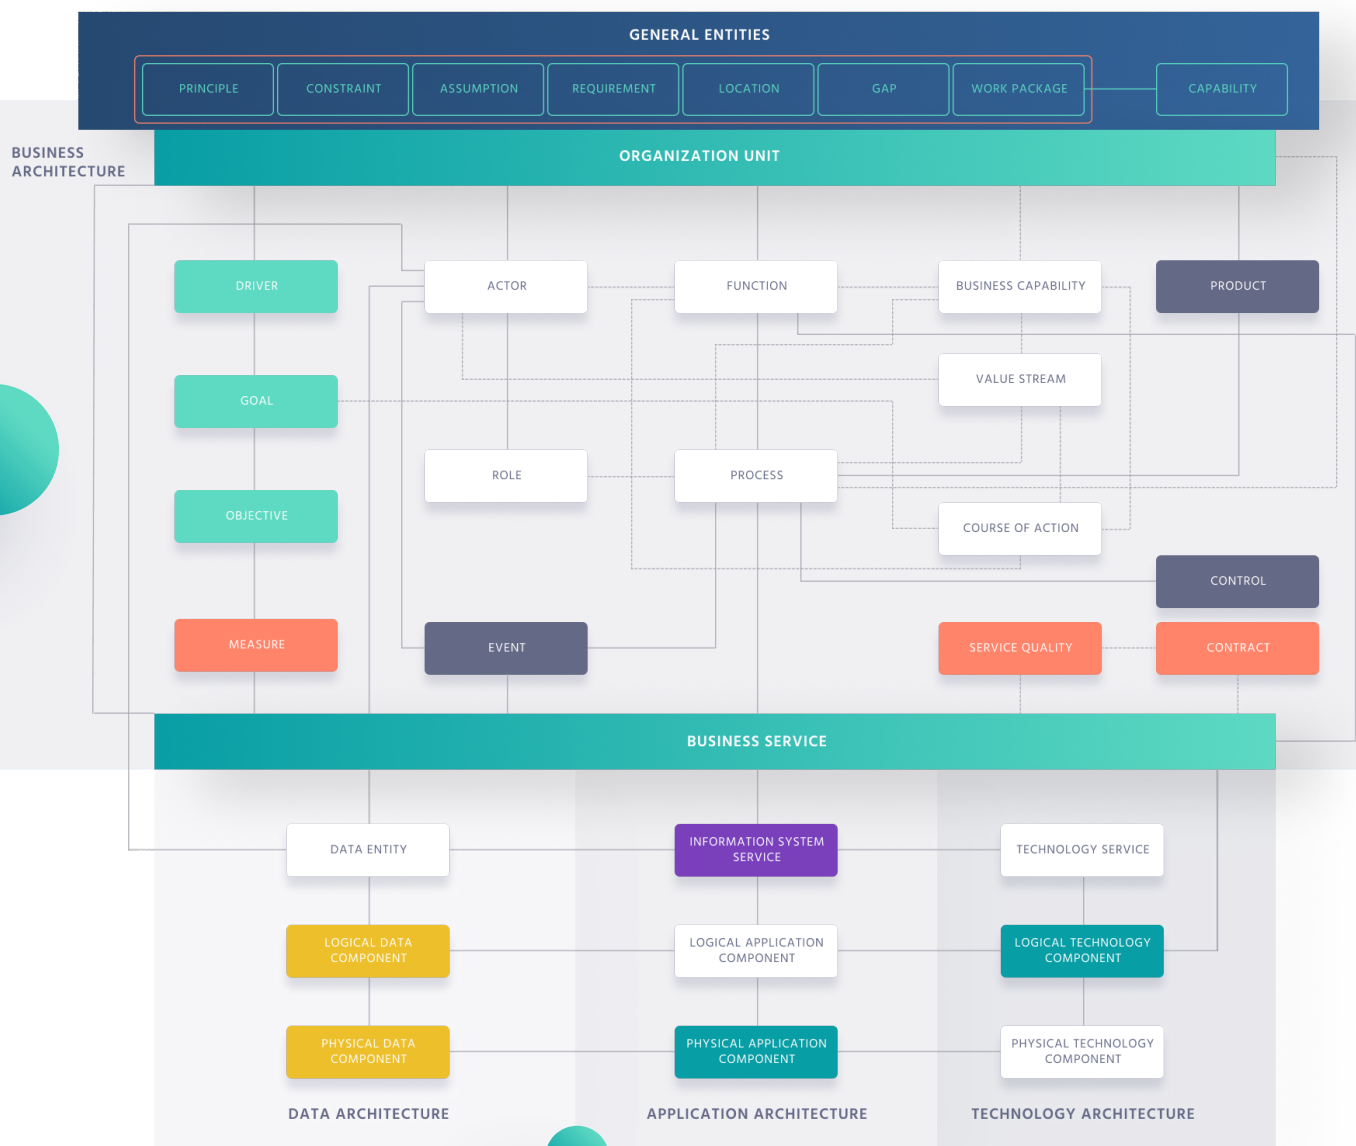 GENERAL ENTITIES
PRINCIPLE
CONSTRAINT
ASSUMPTION
REQUIREMENT
LOCATION
GAP
WORK PACKAGE
CAPABILITY
BUSINESS
ARCHITECTURE
ORGANIZATION UNIT
DRIVER
ACTOR
FUNCTION
BUSINESS CAPABILITY
PRODUCT
VALUE STREAM
GOAL
ROLE
PROCESS
OBJECTIVE
COURSE OF ACTION
CONTROL
MEASURE
EVENT
SERVICE QUALITY
CONTRACT
BUSINESS SERVICE
DATA ENTITY
INFORMATION SYSTEM
SERVICE
TECHNOLOGY SERVICE
LOGICAL DATA
COMPONENT
LOGICAL APPLICATION
COMPONENT
LOGICAL TECHNOLOGY
COMPONENT
PHYSICAL DATA
COMPONENT
PHYSICAL APPLICATION
COMPONENT
PHYSICAL TECHNOLOGY
COMPONENT
DATA ARCHITECTURE
APPLICATION ARCHITECTURE
TECHNOLOGY ARCHITECTURE